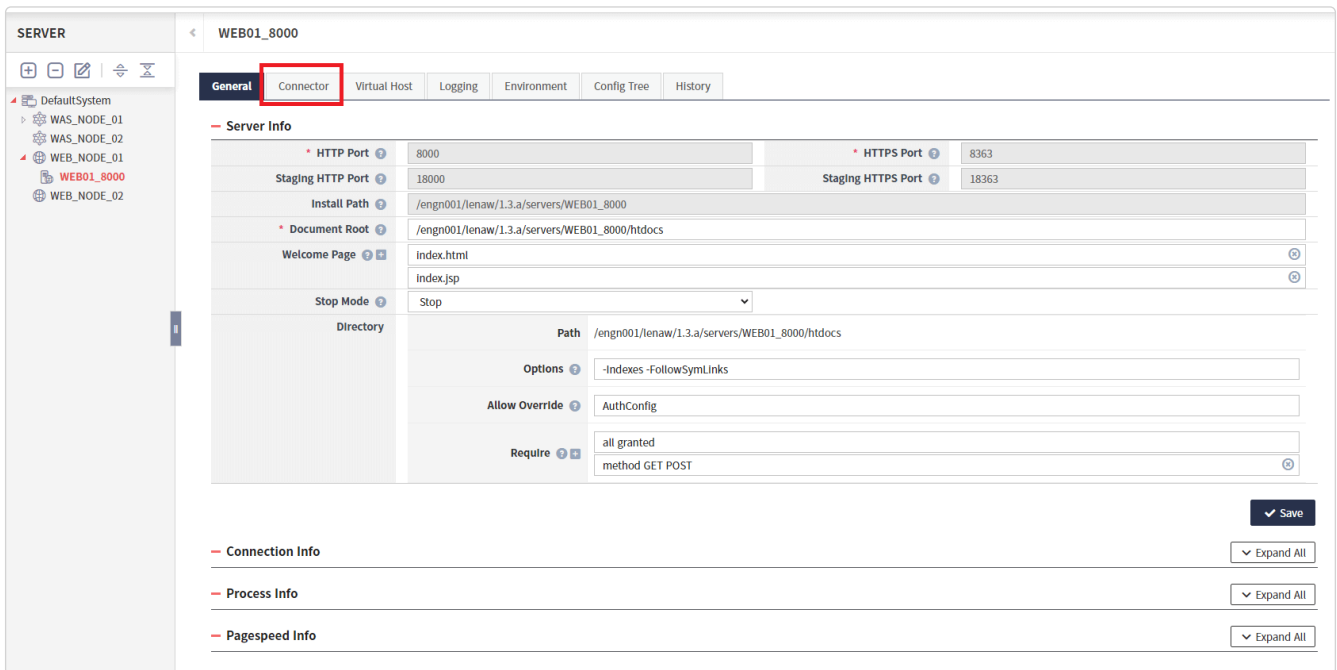 SERVER
WEB01_8000
DefaultSystem
WAS_NODE_01
WAS_NODE_02
WEB_NODE_01
WEB01_8000
WEB_NODE_02
General Connector Virtual Host Logging Environment Config Tree History
Server Info
* HTTP Port ? 8000 * HTTPS Port ? 8363
Staging HTTP Port ? 18000 Staging HTTPS Port ? 18363
Install Path ? /engn001/lenaw/1.3.a/servers/WEB01_8000
* Document Root ? /engn001/lenaw/1.3.a/servers/WEB01_8000/htdocs
Welcome Page ? + index.html
index.jsp
Stop Mode ? Stop
Directory
Path /engn001/lenaw/1.3.a/servers/WEB01_8000/htdocs
Options ? -Indexes -FollowSymLinks
Allow Override ? AuthConfig
Require ? + all granted
method GET POST
Save
Connection Info Expand All
Process Info Expand All
Pagespeed Info Expand All